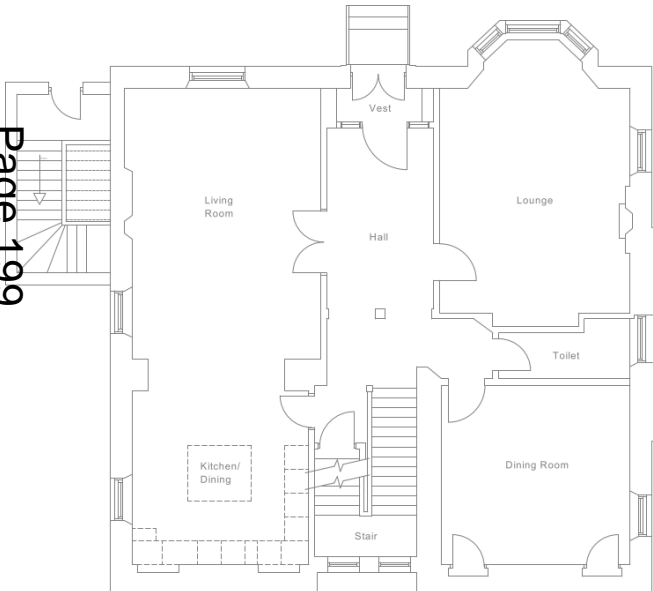 Vest
Living
Room
Lounge
Hall
Toilet
Kitchen/
Dining
Dining Room
Stair
Page 199